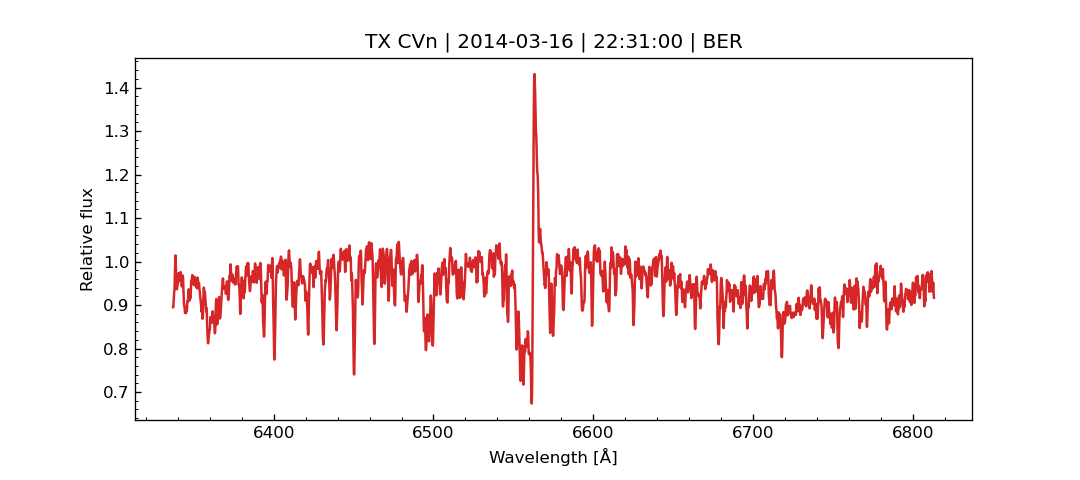 TX CVn | 2014-03-16 | 22:31:00 | BER
1.4
1.3
1.2
1.1
1.0
0.9
0.8
0.7
Relative flux
6400 6500 6600 6700 6800
Wavelength [Å]